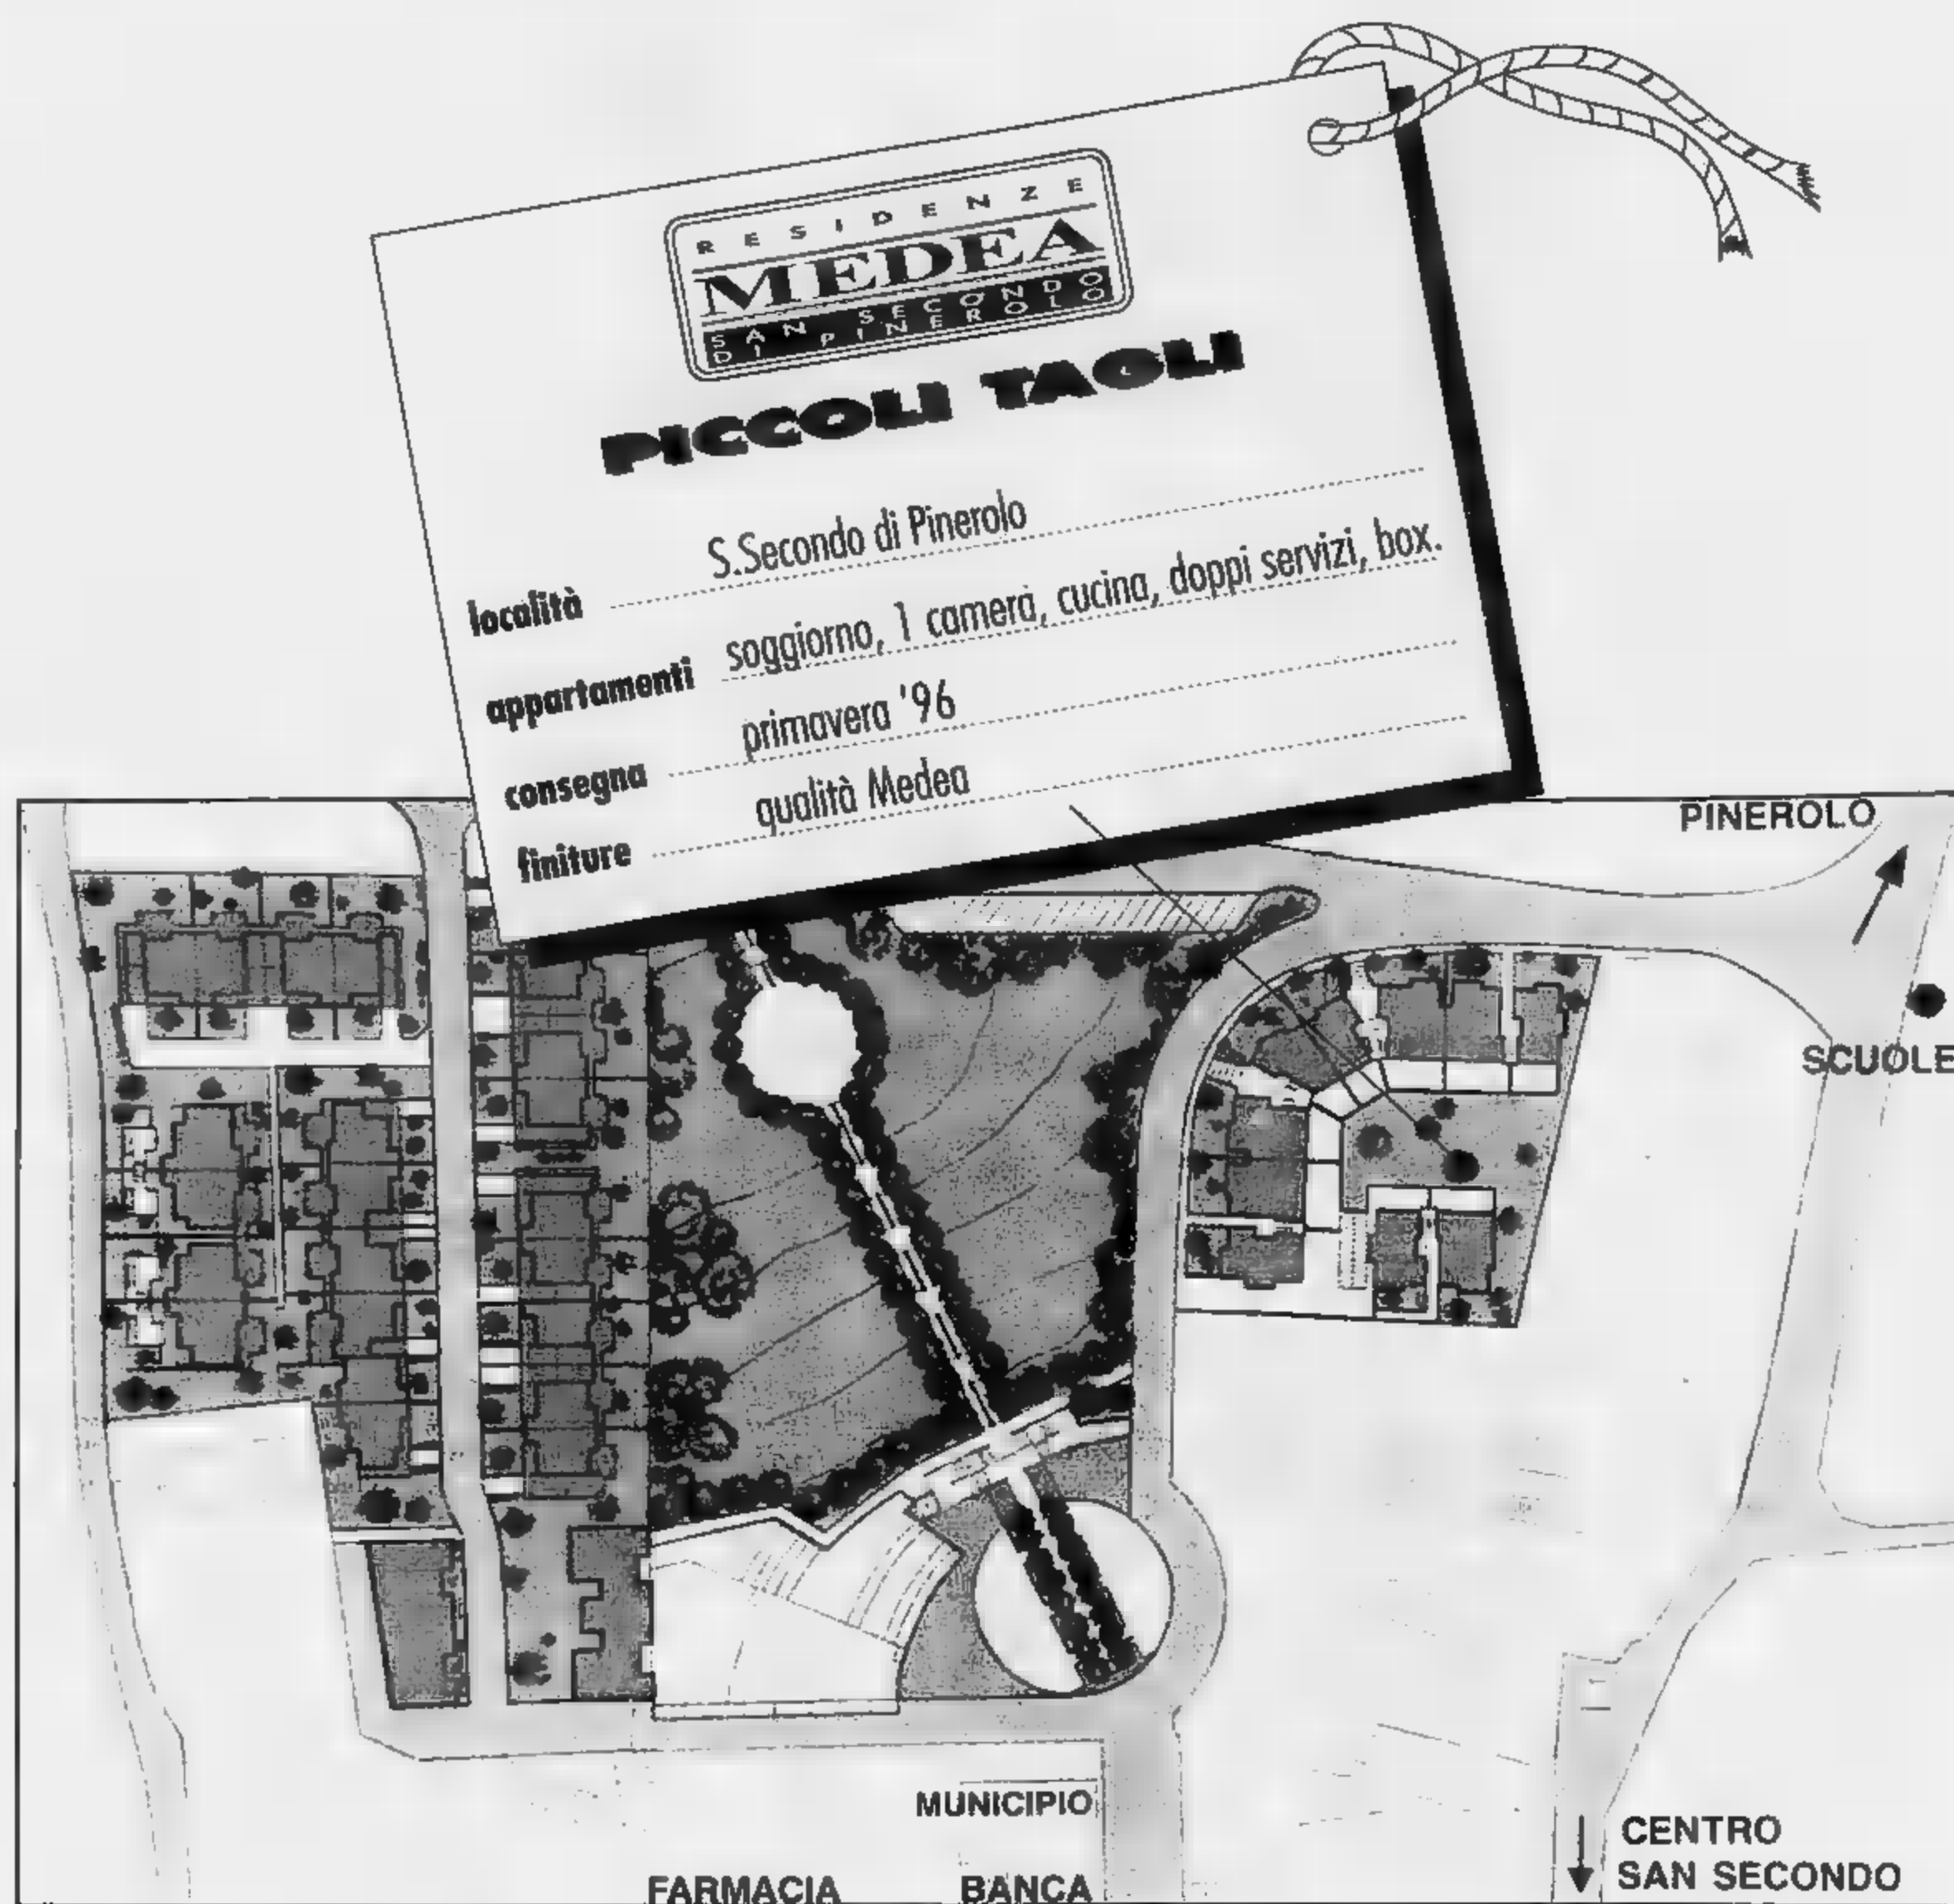 RESIDENZE
MEDEA
SAN SECONDO
DI PINEROLO
PICCOLI TAGLI
località S.Secondo di Pinerolo
appartamenti soggiorno, 1 camera, cucina, doppi servizi, box.
consegna primavera '96
finiture qualità Medea
PINEROLO
SCUOLE
MUNICIPIO
FARMACIA BANCA
CENTRO
SAN SECONDO